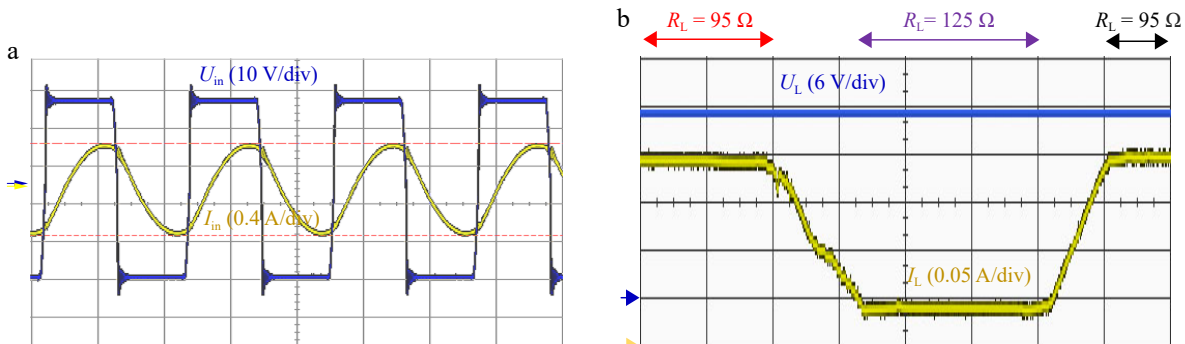 a
U_in (10 V/div)
I_in (0.4 A/div)
b
R_L = 95 Ω
R_L = 125 Ω
R_L = 95 Ω
U_L (6 V/div)
I_L (0.05 A/div)